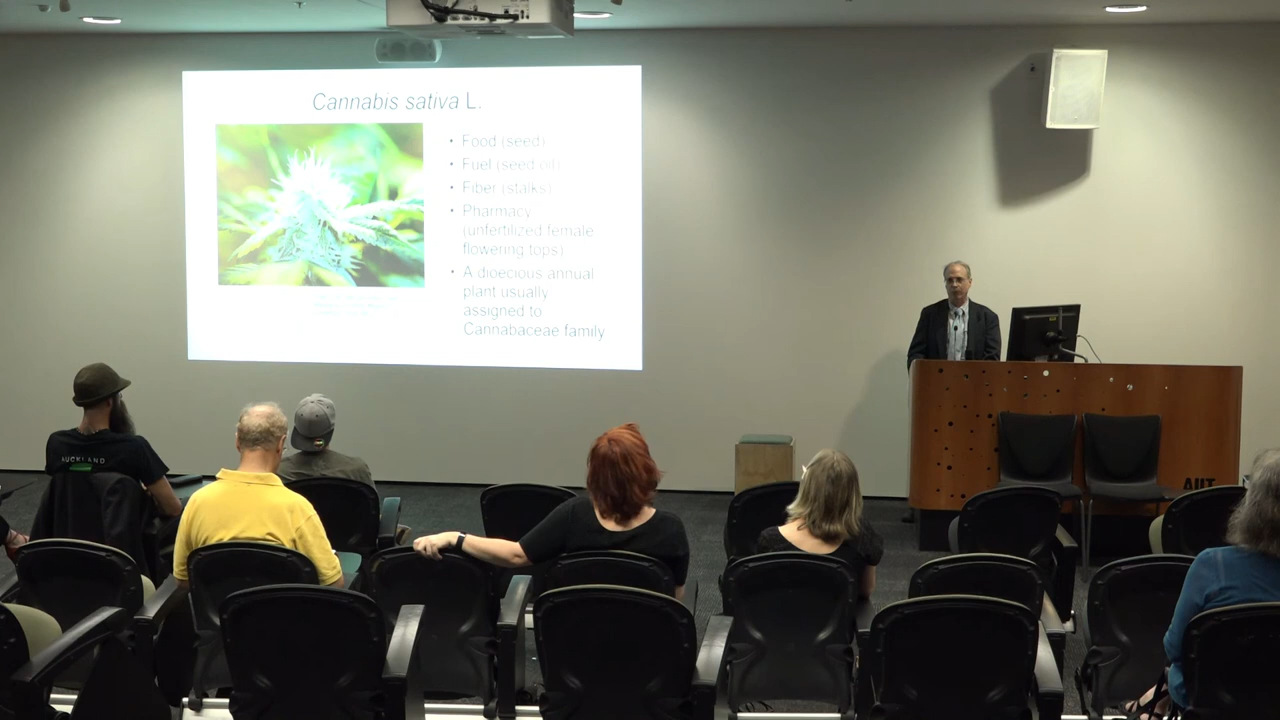 Cannabis sativa L.
• Food (seed)
• Fuel (seed oil)
• Fiber (stalks)
• Pharmacy
(unfertilized female
flowering tops)
• A dioecious annual
plant usually
assigned to
Cannabaceae family
AUCKLAND
AUT